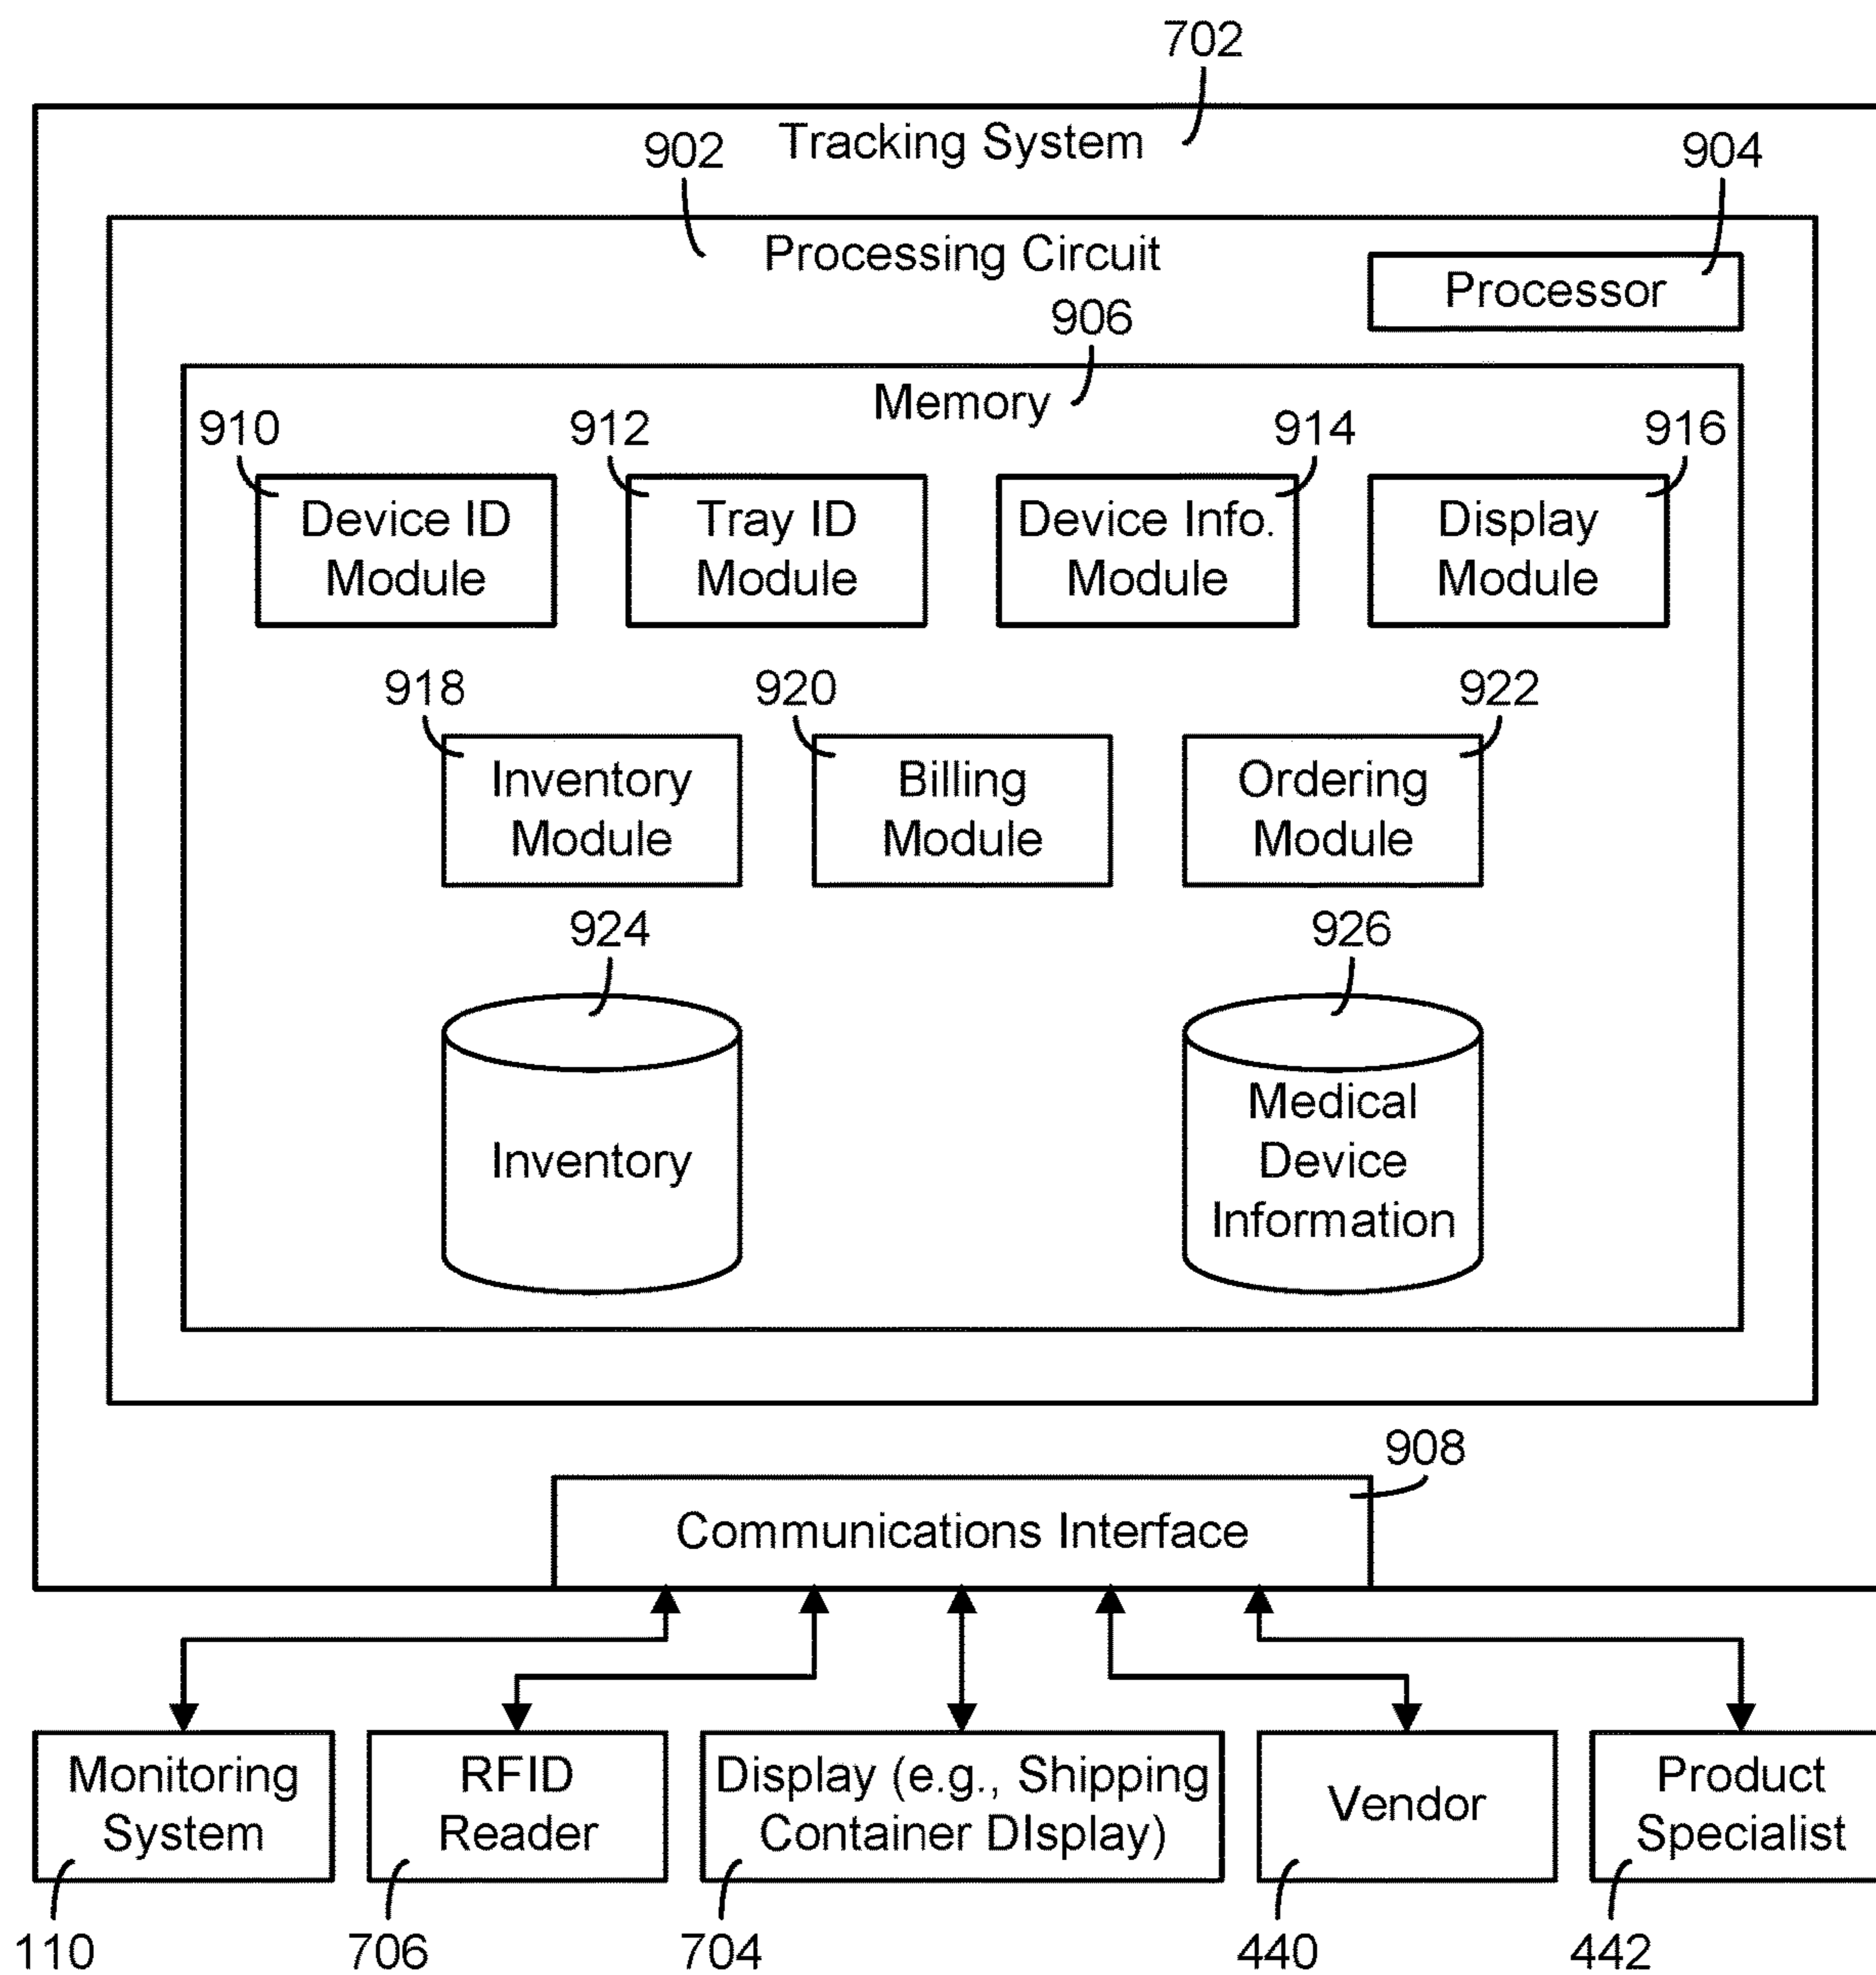 702
Tracking System
902
904
Processing Circuit
Processor
906
Memory
910
912
914
916
Device ID
Module
Tray ID
Module
Device Info.
Module
Display
Module
918
920
922
Inventory
Module
Billing
Module
Ordering
Module
924
926
Inventory
Medical
Device
Information
908
Communications Interface
Monitoring
System
RFID
Reader
Display (e.g., Shipping
Container DIsplay)
Vendor
Product
Specialist
110
706
704
440
442